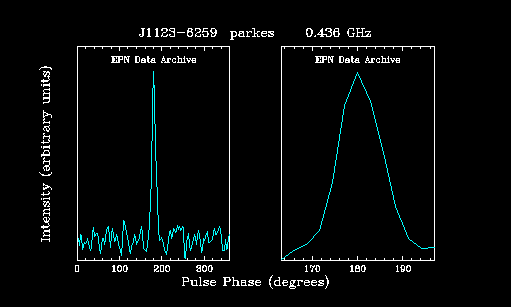 J1123-6259 parkes 0.436 GHz
EPN Data Archive EPN Data Archive
Intensity (arbitrary units)
0 100 200 300 170 180 190
Pulse Phase (degrees)